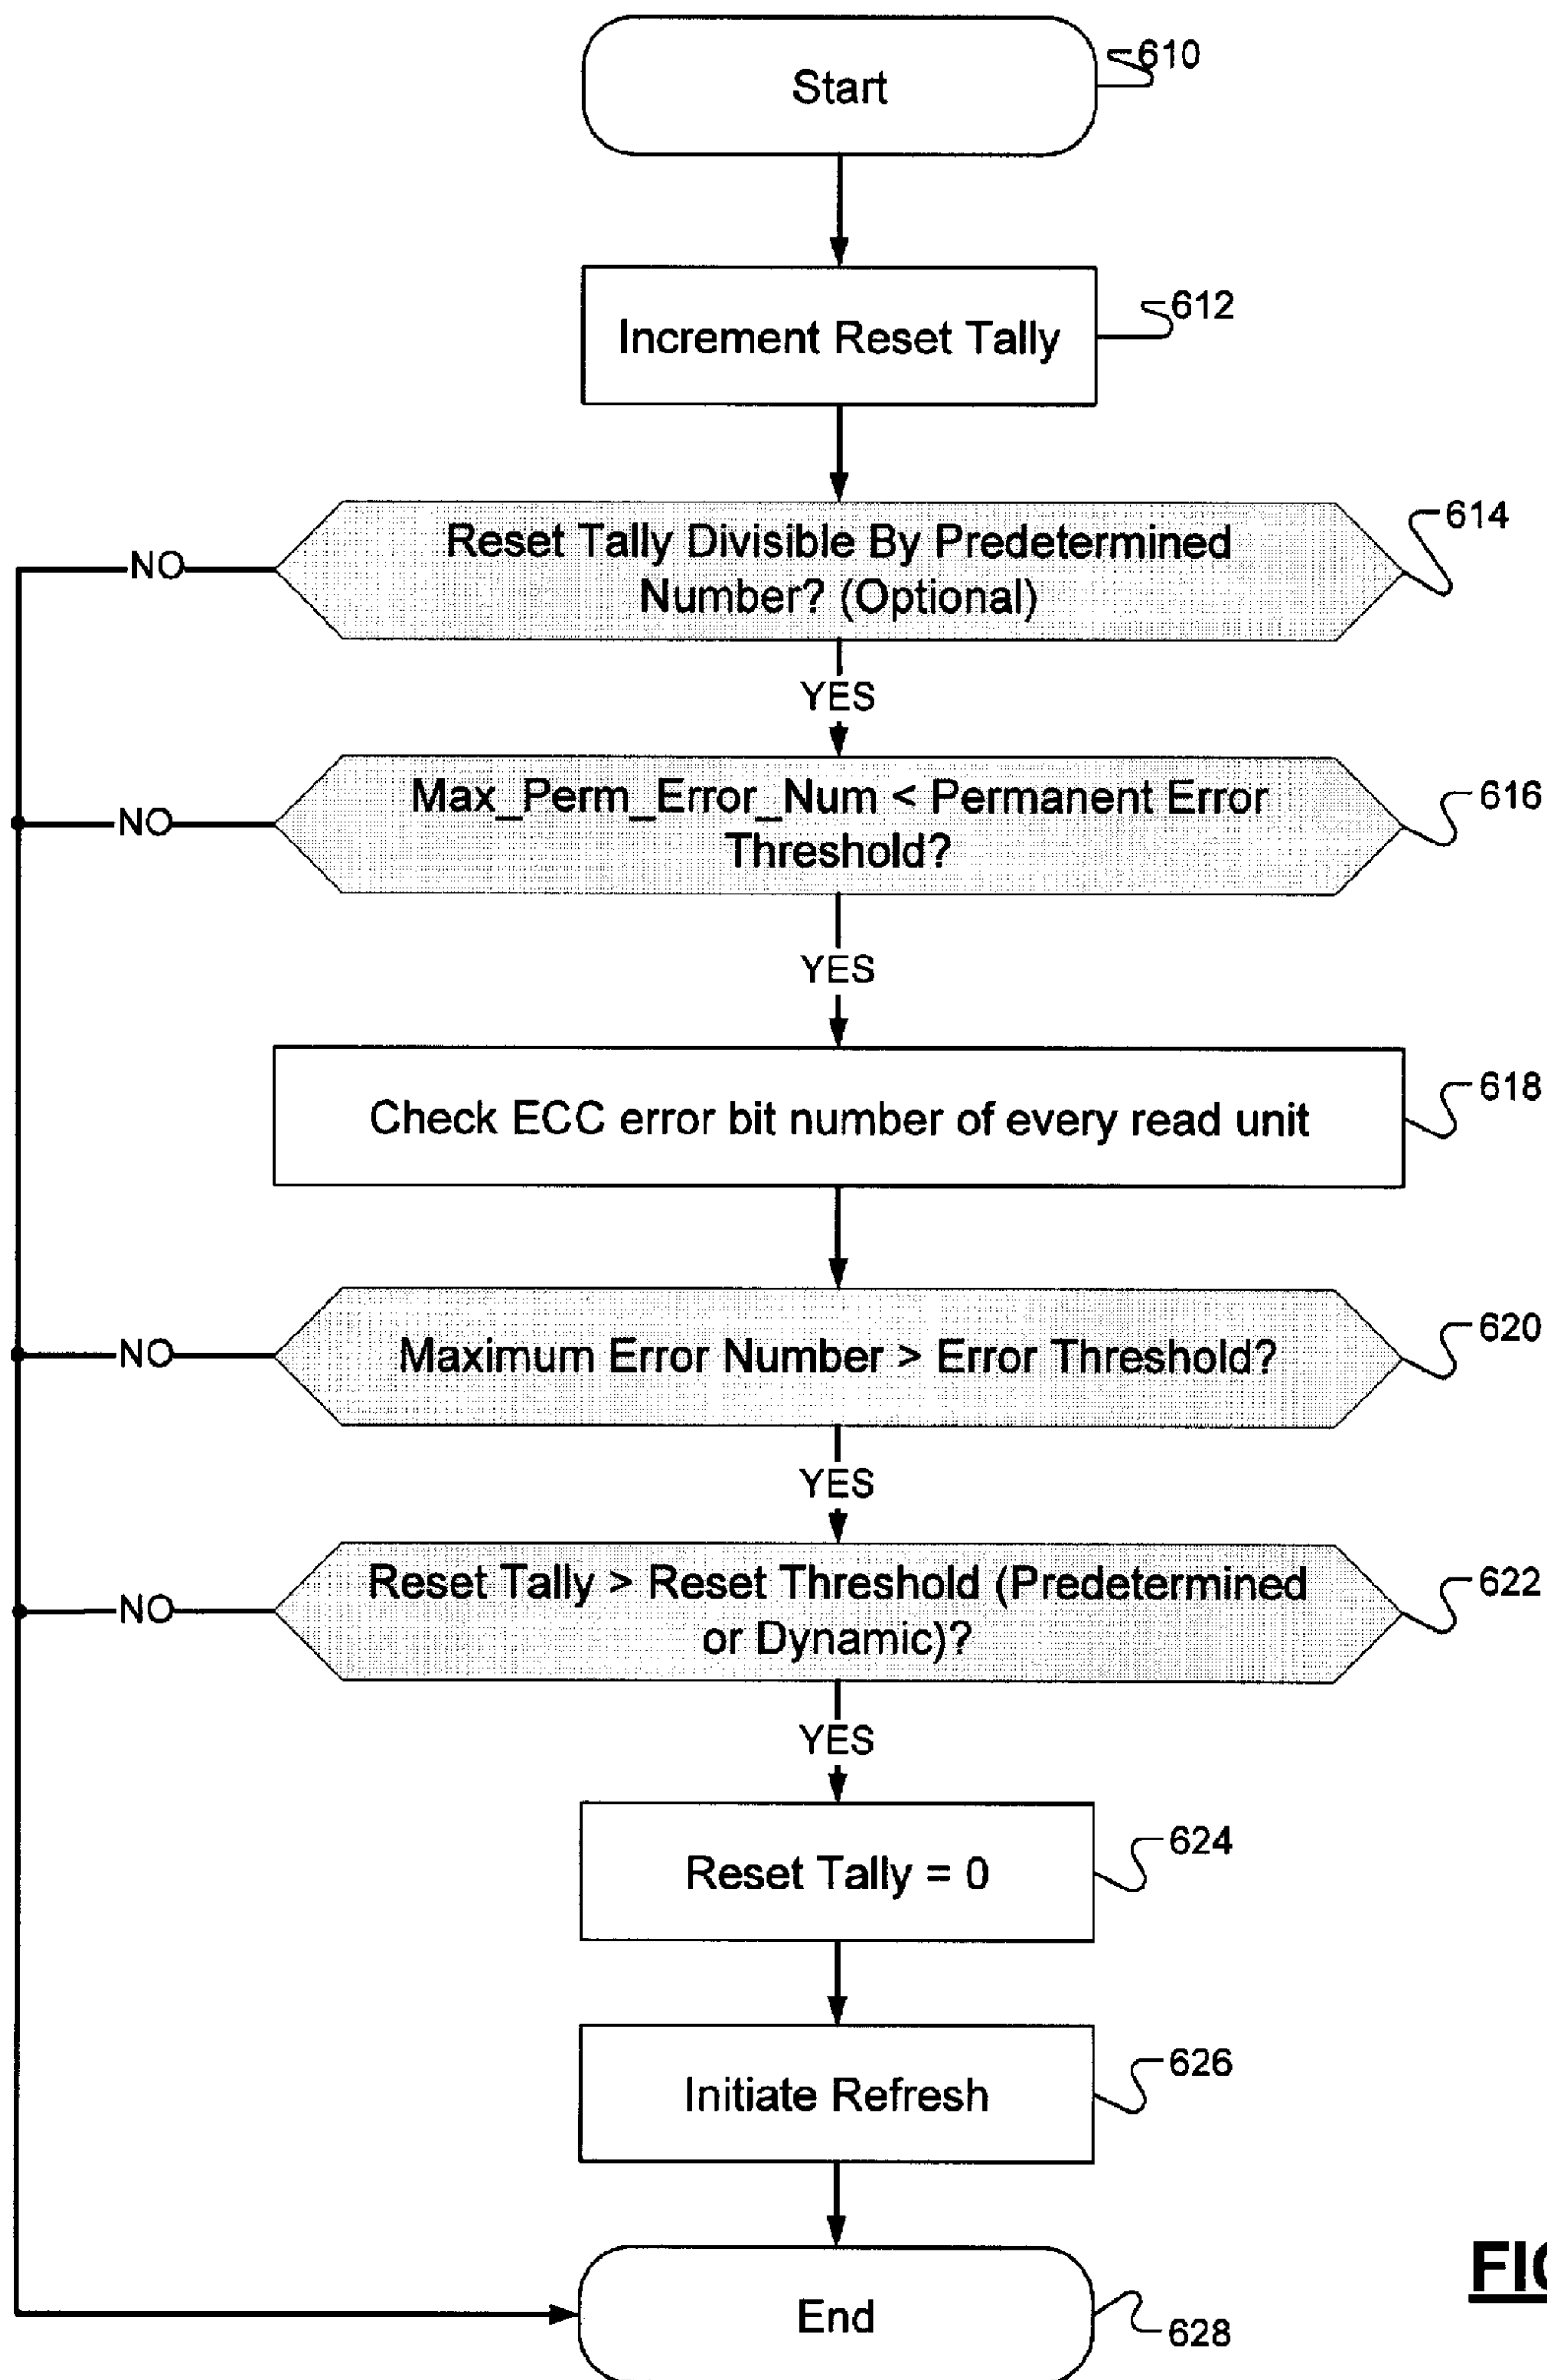 Start
610
Increment Reset Tally
612
Reset Tally Divisible By Predetermined
Number? (Optional)
614
NO
YES
Max_Perm_Error_Num < Permanent Error
Threshold?
616
NO
YES
Check ECC error bit number of every read unit
618
Maximum Error Number > Error Threshold?
620
NO
YES
Reset Tally > Reset Threshold (Predetermined
or Dynamic)?
622
NO
YES
Reset Tally = 0
624
Initiate Refresh
626
End
628